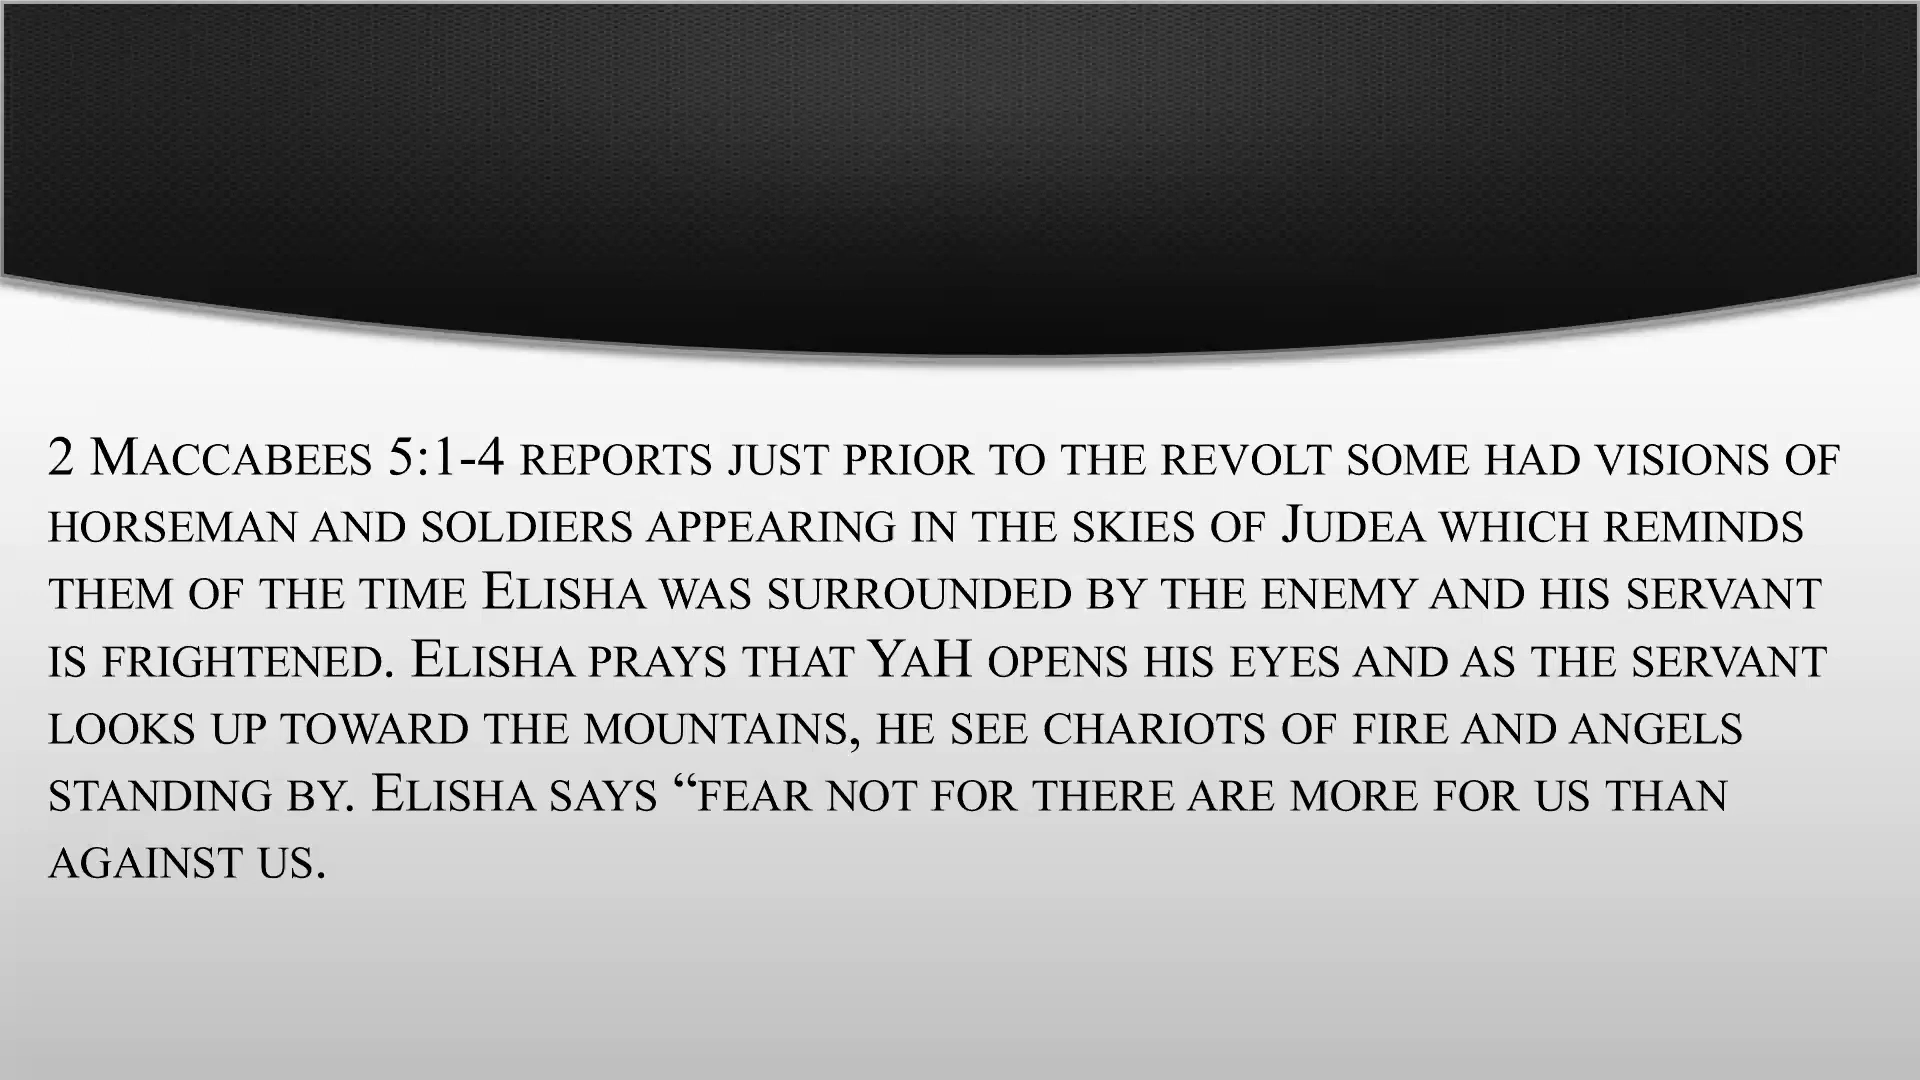 2 Maccabees 5:1-4 reports just prior to the revolt some had visions of
horseman and soldiers appearing in the skies of Judea which reminds
them of the time Elisha was surrounded by the enemy and his servant
is frightened. Elisha prays that YaH opens his eyes and as the servant
looks up toward the mountains, he see chariots of fire and angels
standing by. Elisha says “fear not for there are more for us than
against us.